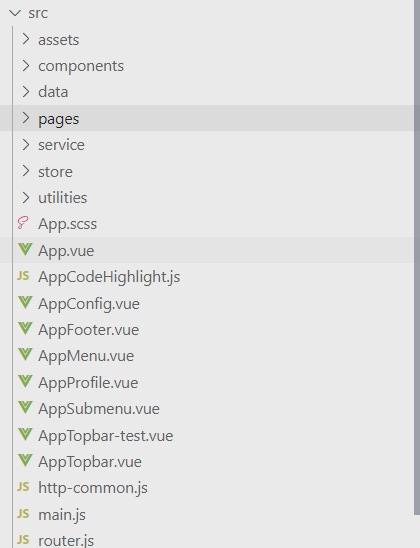 src
assets
components
data
pages
service
store
utilities
App.scss
App.vue
JS AppCodeHighlight.js
AppConfig.vue
AppFooter.vue
AppMenu.vue
AppProfile.vue
AppSubmenu.vue
AppTopbar-test.vue
AppTopbar.vue
JS http-common.js
JS main.js
JS router.js